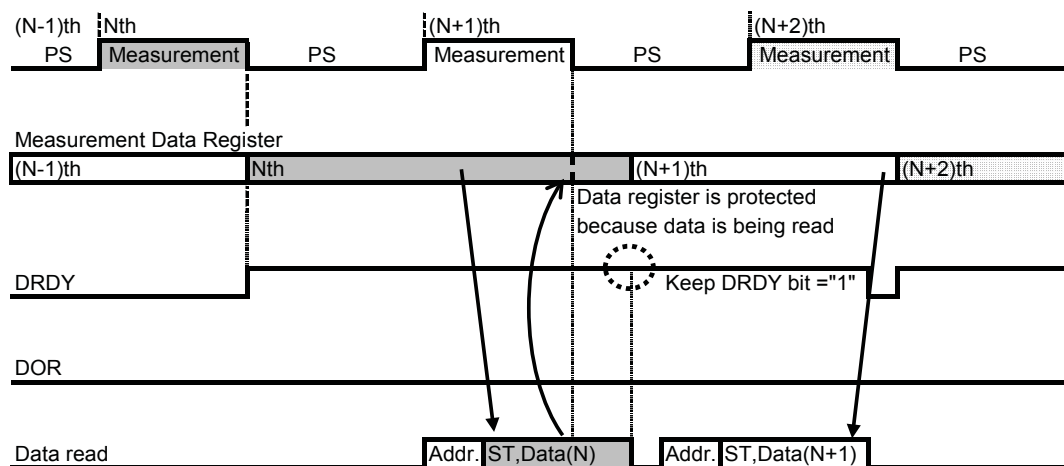 (N-1)th Nth (N+1)th (N+2)th
PS Measurement PS Measurement PS Measurement PS
Measurement Data Register
(N-1)th Nth (N+1)th (N+2)th
Data register is protected
because data is being read
DRDY Keep DRDY bit ="1"
DOR
Data read Addr. ST,Data(N) Addr. ST,Data(N+1)